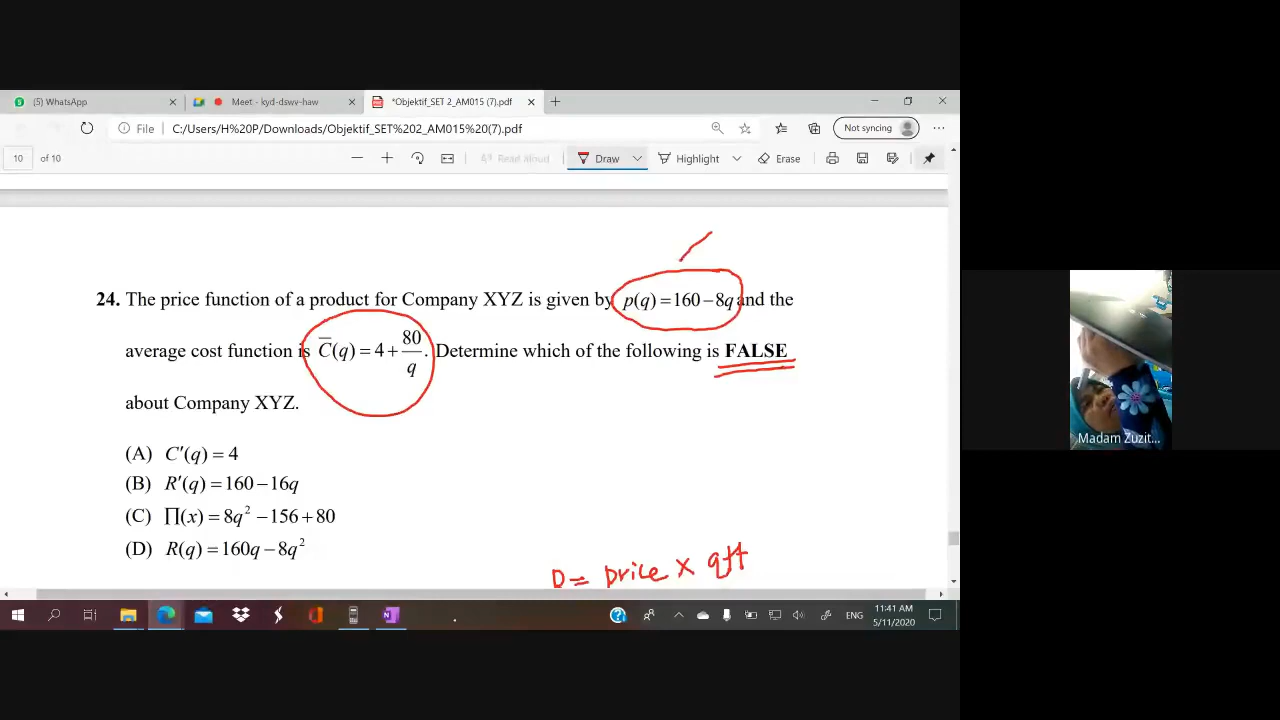 (5) WhatsApp
Meet - kyd-dswv-haw
*Objektif_SET 2_AM015 (7).pdf
File
C:/Users/H%20P/Downloads/Objektif_SET%202_AM015%20(7).pdf
Not syncing
10 of 10
Read aloud
Draw
Highlight
Erase
24. The price function of a product for Company XYZ is given by p(q) = 160 – 8q and the
average cost function is C̄(q) = 4 + 80/q. Determine which of the following is FALSE
about Company XYZ.
(A) C′(q) = 4
(B) R′(q) = 160 – 16q
(C) ∏(x) = 8q² – 156 + 80
(D) R(q) = 160q – 8q²
= price × qtt
Madam Zuzit...
ENG
11:41 AM
5/11/2020